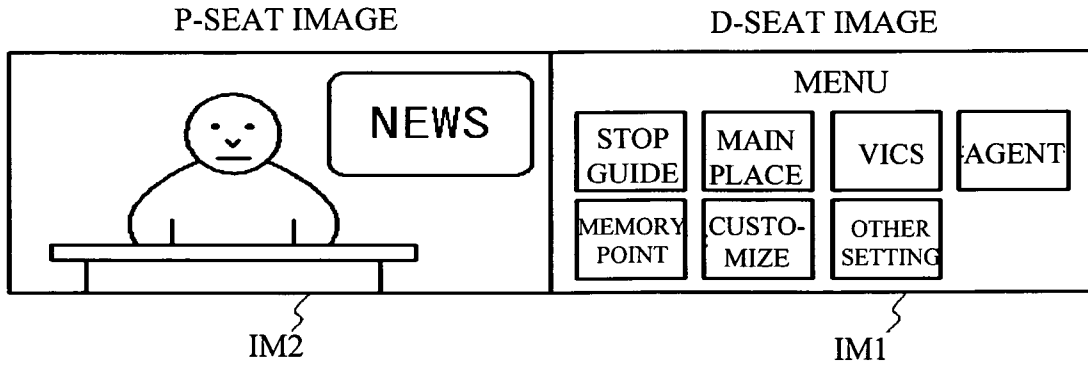 P-SEAT IMAGE
D-SEAT IMAGE
NEWS
MENU
STOP
GUIDE
MAIN
PLACE
VICS
AGENT
MEMORY
POINT
CUSTO-
MIZE
OTHER
SETTING
IM2
IM1